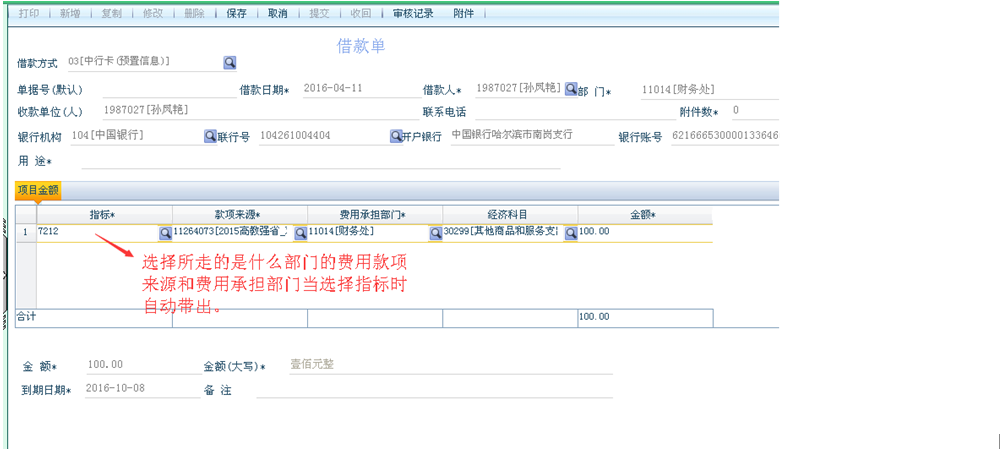 打印 新增 复制 修改 删除 保存 取消 提交 收回 审核记录 附件
借款单
借款方式 03[中行卡(预置信息)]
单据号(默认) 借款日期* 2016-04-11 借款人* 1987027[孙凤艳] 部 门* 11014[财务处]
收款单位(人) 1987027[孙凤艳] 联系电话 附件数* 0
银行机构 104[中国银行] 联行号 104261004404 开户银行 中国银行哈尔滨市南岗支行 银行账号 621666530000133646
用 途*
项目金额
指标* 款项来源* 费用承担部门* 经济科目 金额*
1 7212 11264073[2015高教强省_ 11014[财务处] 30299[其他商品和服务支 100.00
选择所走的是什么部门的费用款项
来源和费用承担部门当选择指标时
自动带出。
合计 100.00
金 额* 100.00 金额(大写)* 壹佰元整
到期日期* 2016-10-08 备 注